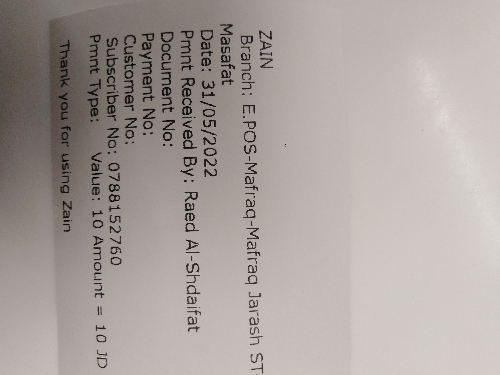 ZAIN
Branch: E.POS-Mafraq-Mafraq Jarash ST-
Masafat
Date: 31/05/2022
Pmnt Received By: Raed Al-Shdaifat
Document No:
Payment No:
Customer No:
Subscriber No: 0788152760
Pmnt Type: Value: 10 Amount = 10 JD
Thank you for using Zain